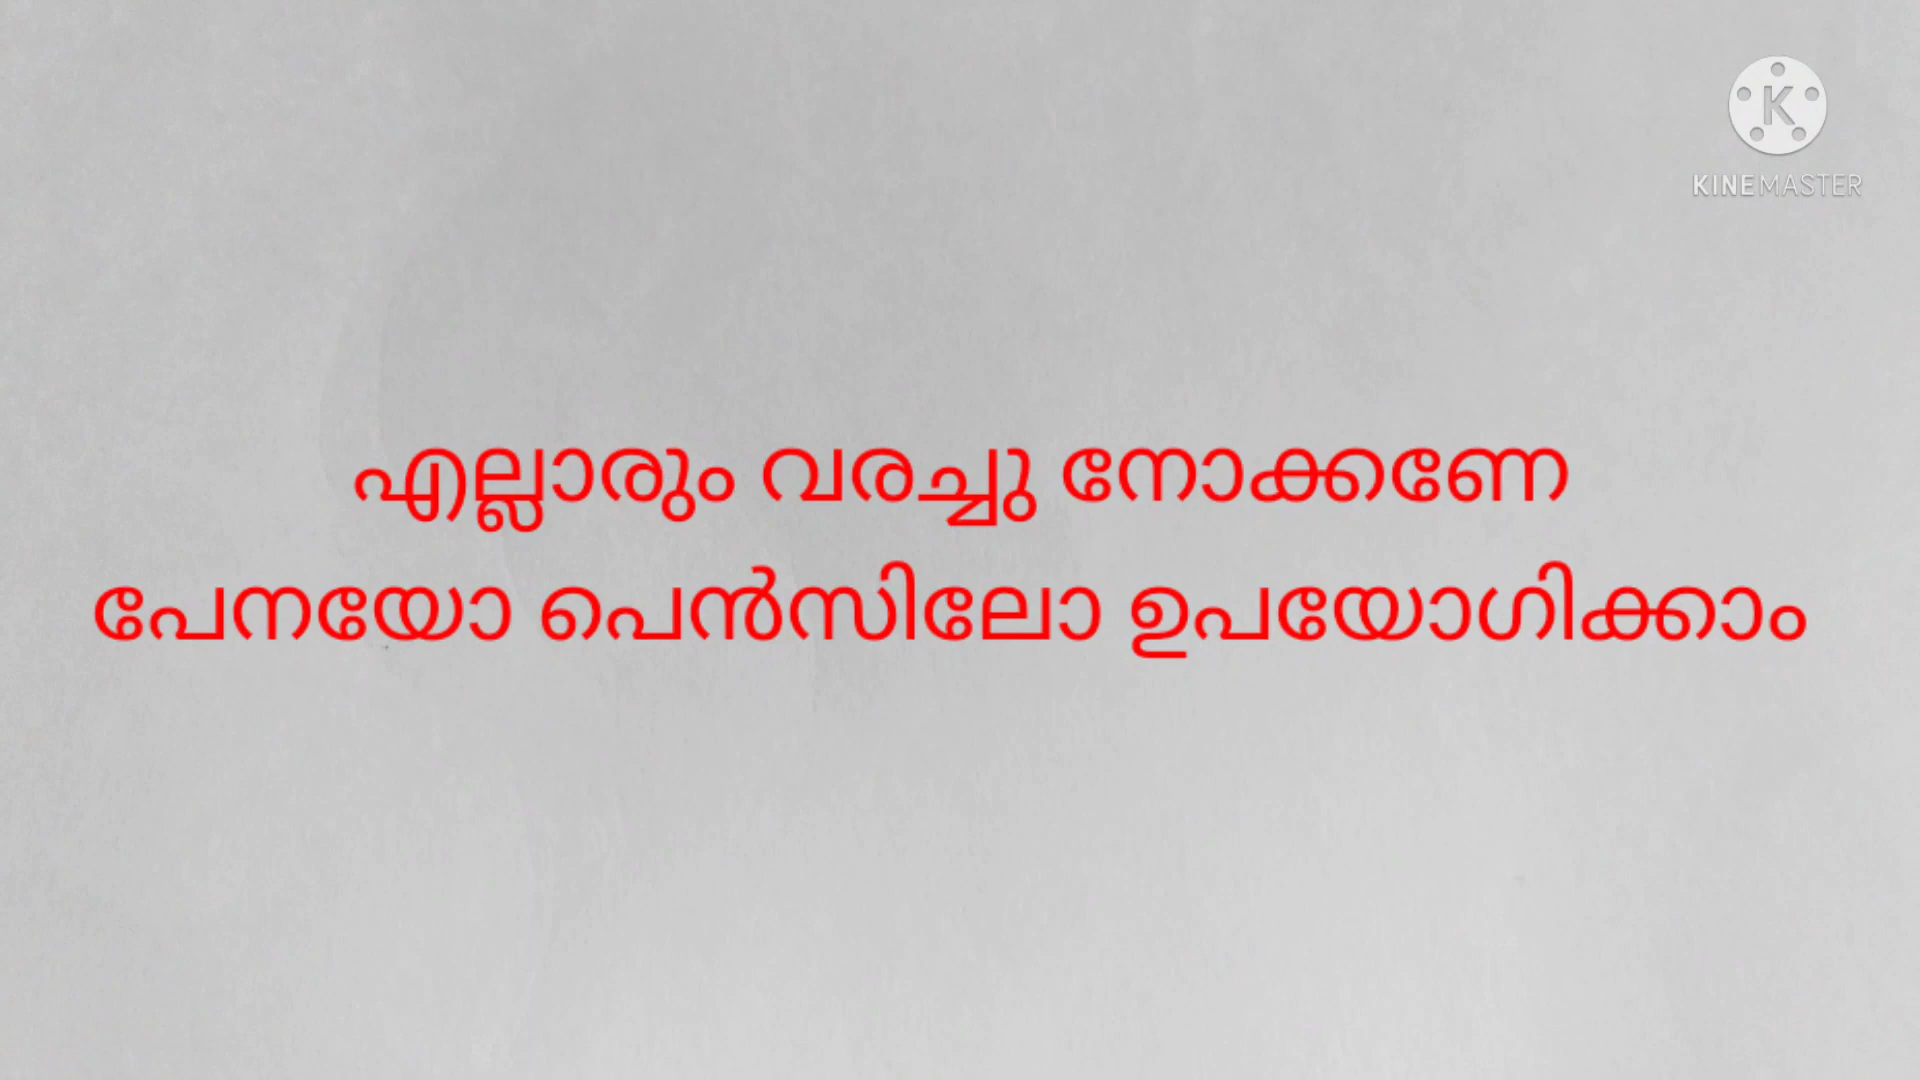 K
KINEMASTER
എല്ലാരും വരച്ചു നോക്കണേ
പേനയോ പെൻസിലോ ഉപയോഗിക്കാം